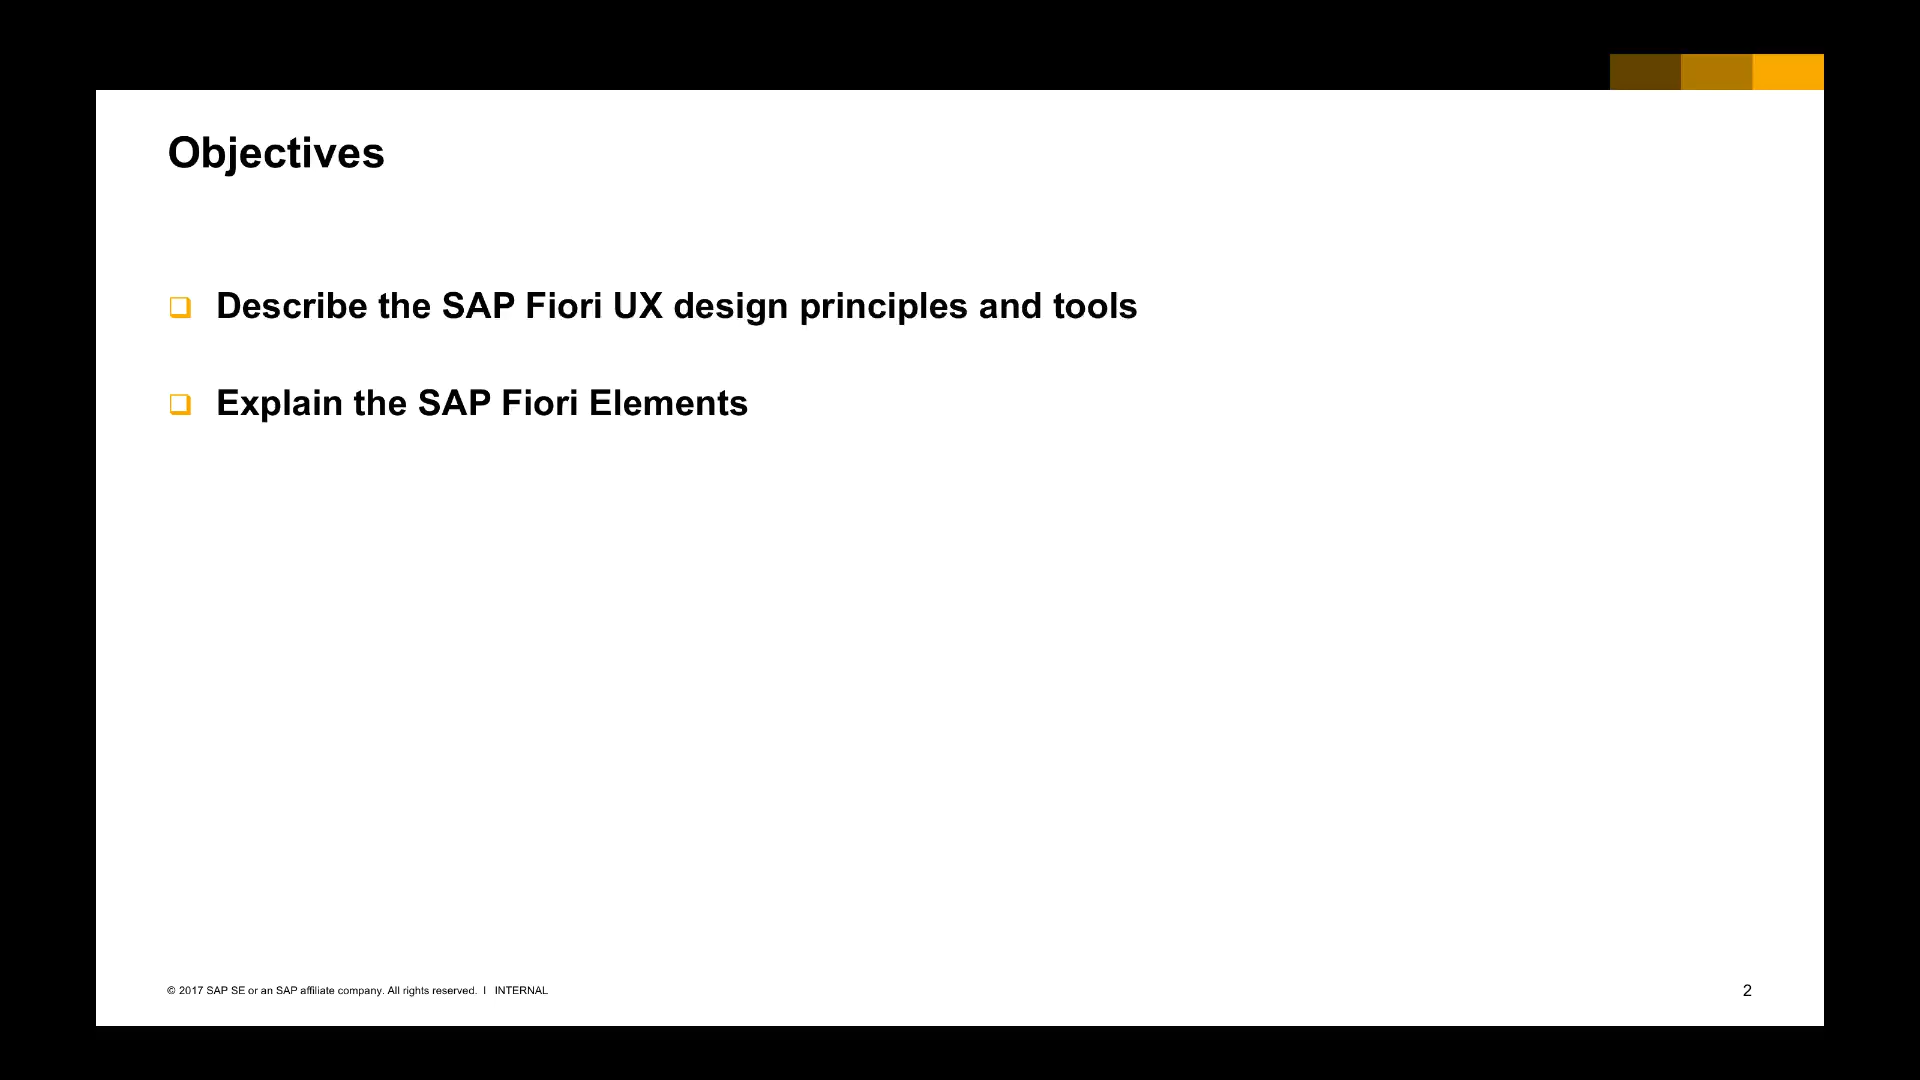 Objectives
❑ Describe the SAP Fiori UX design principles and tools
❑ Explain the SAP Fiori Elements
© 2017 SAP SE or an SAP affiliate company. All rights reserved. ǀ INTERNAL
2